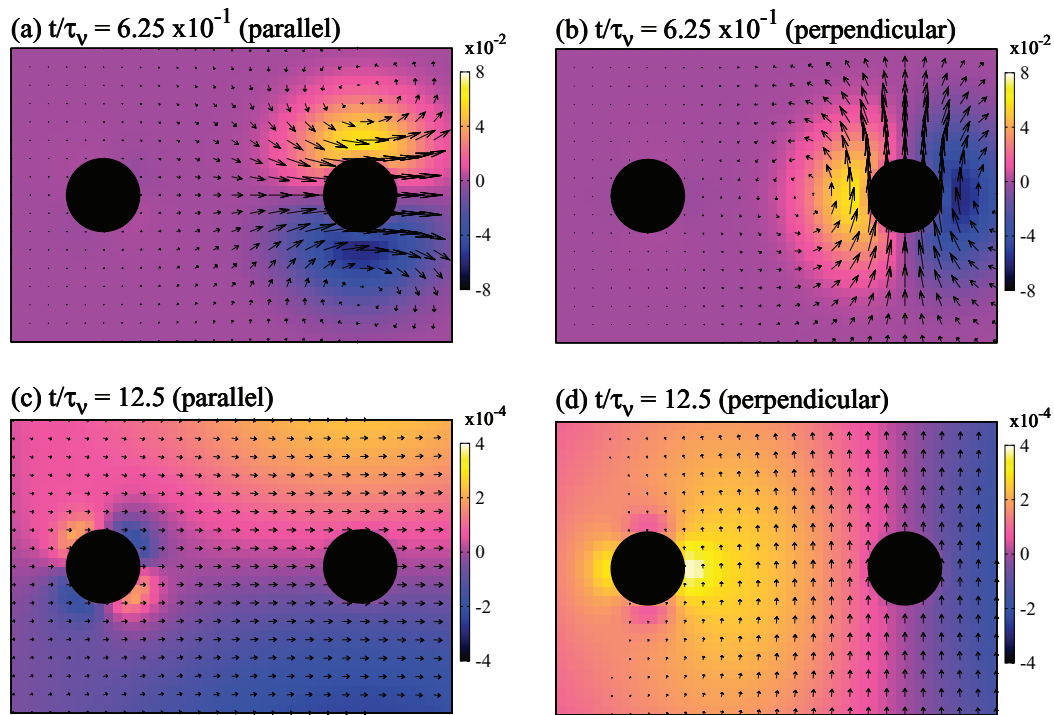 (a) t/τν = 6.25 x10⁻¹ (parallel)
x10⁻²
8
4
0
-4
-8
(b) t/τν = 6.25 x10⁻¹ (perpendicular)
x10⁻²
8
4
0
-4
-8
(c) t/τν = 12.5 (parallel)
x10⁻⁴
4
2
0
-2
-4
(d) t/τν = 12.5 (perpendicular)
x10⁻⁴
4
2
0
-2
-4